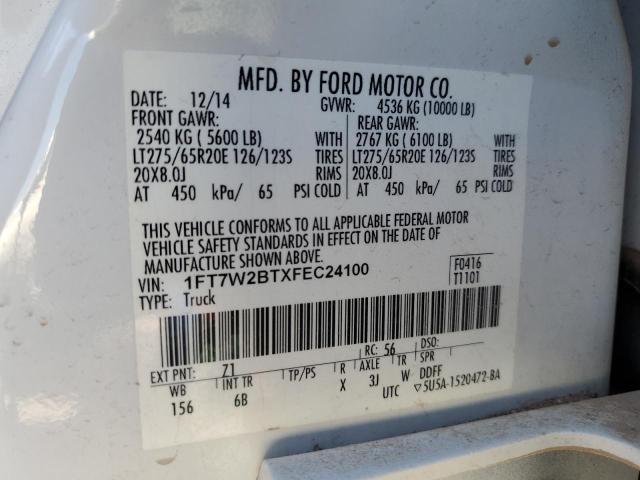 MFD. BY FORD MOTOR CO.
DATE: 12/14 GVWR: 4536 KG (10000 LB)
FRONT GAWR: REAR GAWR:
2540 KG ( 5600 LB) WITH 2767 KG ( 6100 LB) WITH
LT275/65R20E 126/123S TIRES LT275/65R20E 126/123S TIRES
20X8.0J RIMS 20X8.0J RIMS
AT 450 kPa/ 65 PSI COLD AT 450 kPa/ 65 PSI COLD
THIS VEHICLE CONFORMS TO ALL APPLICABLE FEDERAL MOTOR
VEHICLE SAFETY STANDARDS IN EFFECT ON THE DATE OF
MANUFACTURE SHOWN ABOVE.
VIN: 1FT7W2BTXFEC24100 F0416
TYPE: Truck T1101
EXT PNT: Z1 RC: 56 DSO:
WB INT TR TP/PS R AXLE TR SPR
156 6B X 3J W DDFF
UTC ▽5U5A-1520472-BA